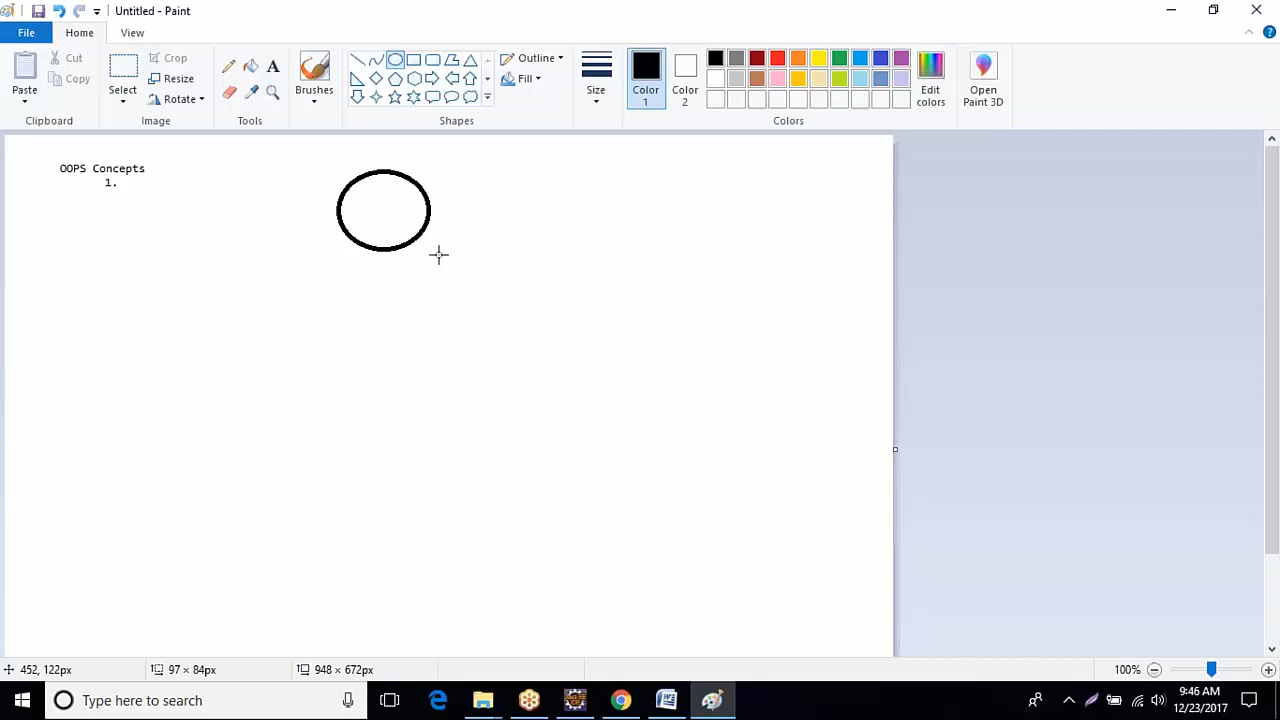 Untitled - Paint
File
Home
View
Paste
Cut
Copy
Clipboard
Select
Crop
Resize
Rotate
Image
A
Tools
Brushes
Outline
Fill
Shapes
Size
Color
1
Color
2
Edit
colors
Colors
Open
Paint 3D
OOPS Concepts
1.
452, 122px
97 × 84px
948 × 672px
100%
Type here to search
9:46 AM
12/23/2017